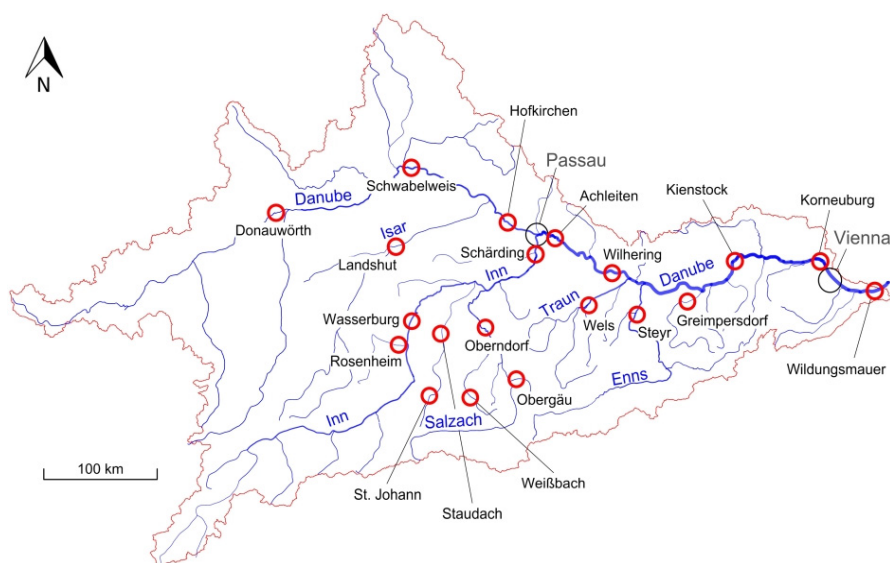 N
Hofkirchen
Passau
Achleiten
Kienstock
Korneuburg
Vienna
Schwabelweis
Danube
Donauwörth
Isar
Landshut
Schärding
Inn
Wilhering
Danube
Traun
Wasserburg
Rosenheim
Oberndorf
Wels
Steyr
Greimpersdorf
Wildungsmauer
Enns
Obergäu
Inn
Salzach
100 km
St. Johann
Weißbach
Staudach